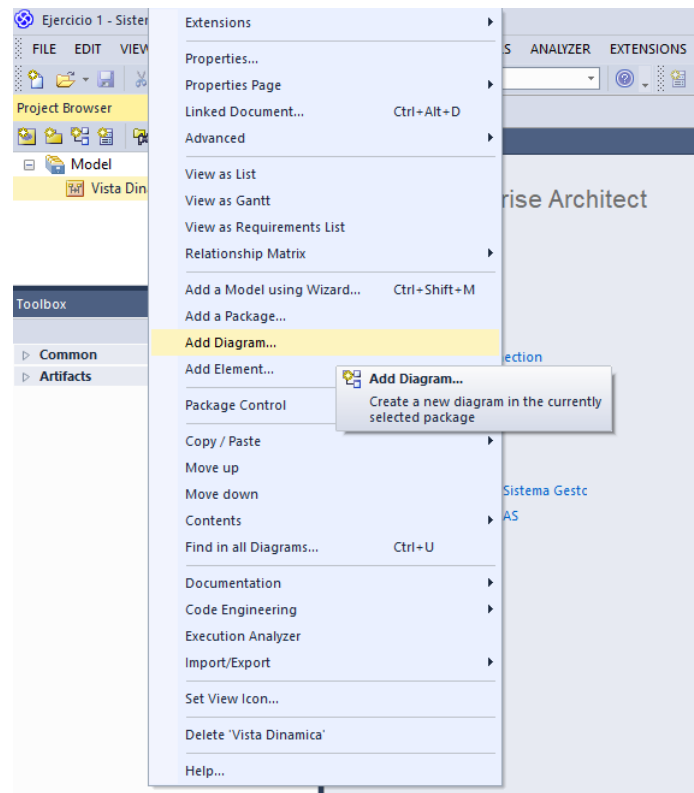 Ejercicio 1 - Sister
Extensions
FILE EDIT VIEW
S ANALYZER EXTENSIONS
Properties...
Properties Page
Project Browser
Linked Document... Ctrl+Alt+D
Advanced
Model
View as List
Vista Din
View as Gantt
rise Architect
View as Requirements List
Relationship Matrix
Add a Model using Wizard... Ctrl+Shift+M
Toolbox
Add a Package...
Add Diagram...
Common
ection
Add Element...
Artifacts
Add Diagram...
Create a new diagram in the currently
selected package
Package Control
Copy / Paste
Move up
Move down
Sistema Gestc
Contents
AS
Find in all Diagrams... Ctrl+U
Documentation
Code Engineering
Execution Analyzer
Import/Export
Set View Icon...
Delete 'Vista Dinamica'
Help...